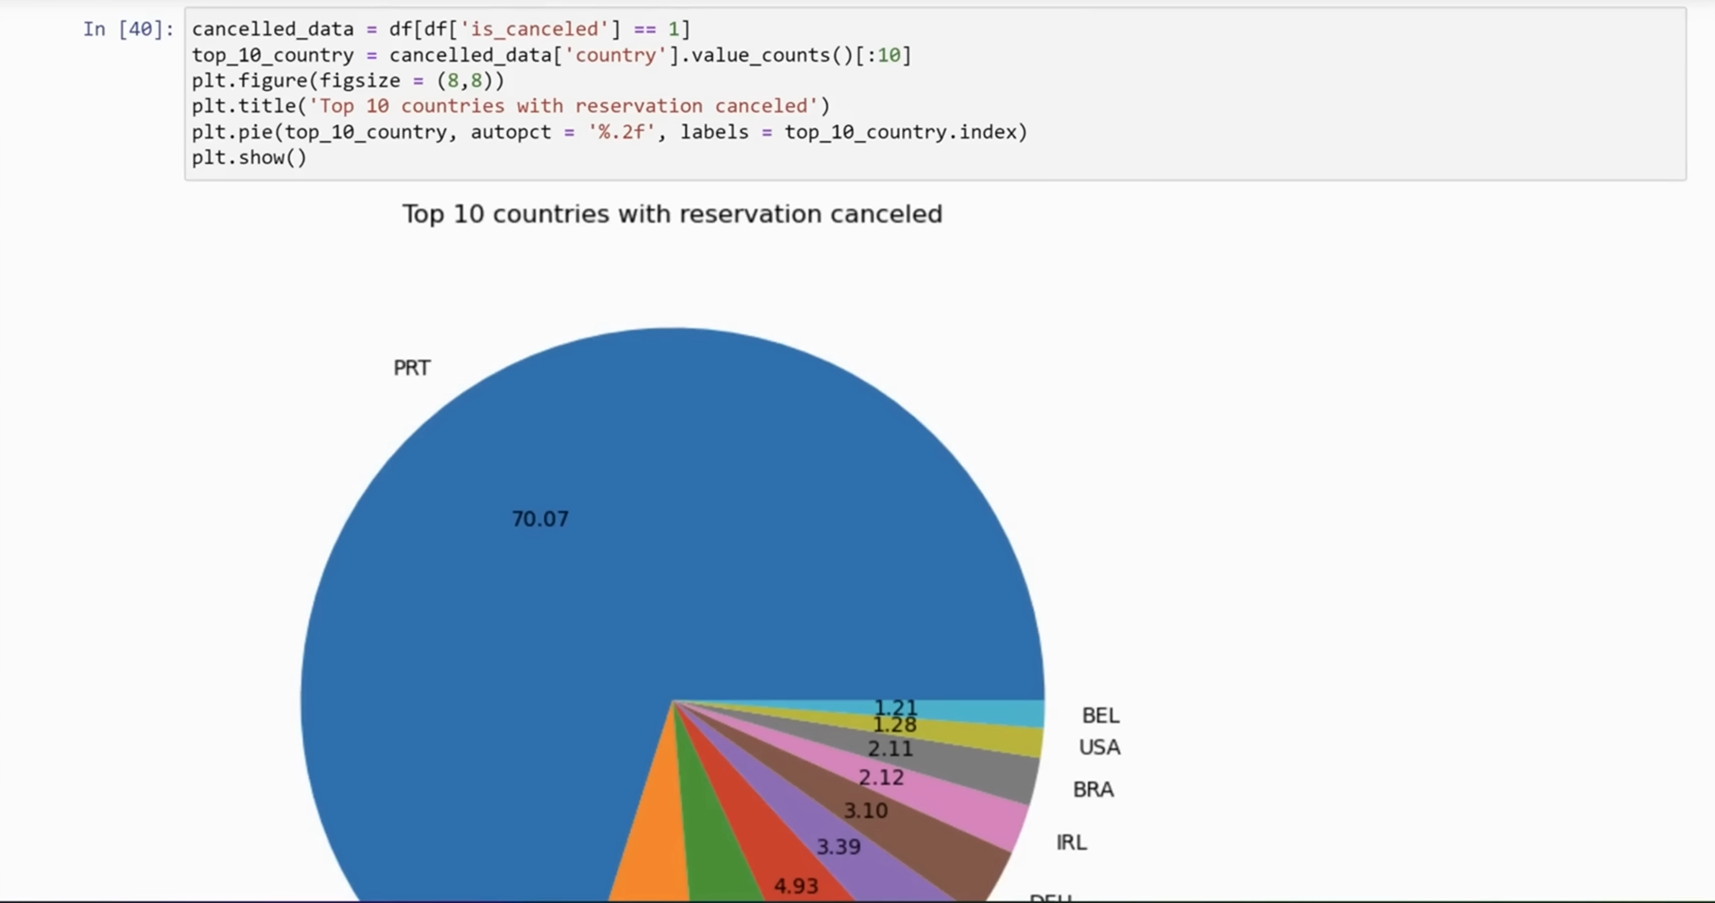 In [40]:
cancelled_data = df[df['is_canceled'] == 1]
top_10_country = cancelled_data['country'].value_counts()[:10]
plt.figure(figsize = (8,8))
plt.title('Top 10 countries with reservation canceled')
plt.pie(top_10_country, autopct = '%.2f', labels = top_10_country.index)
plt.show()
Top 10 countries with reservation canceled
PRT
70.07
1.21
BEL
1.28
USA
2.11
BRA
2.12
3.10
IRL
3.39
4.93